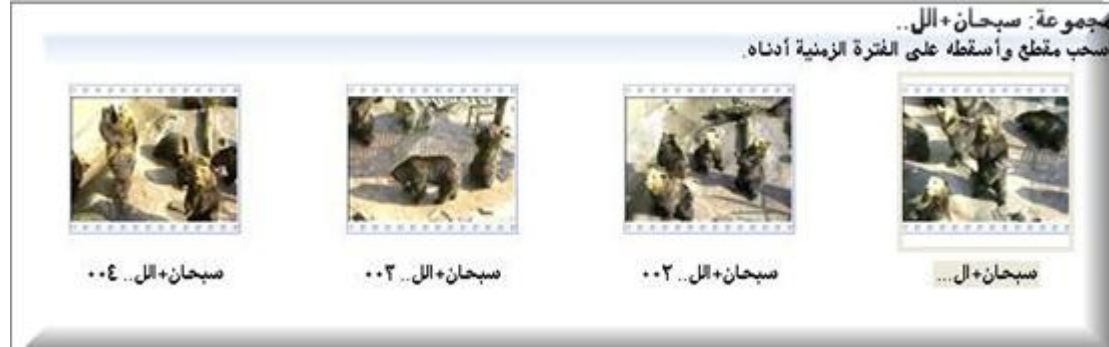 مجموعة: سبحان+الل..
سحب مقطع وأسقطه على الفترة الزمنية أدناه.
سبحان+ال...
سبحان+الل.. ٠٠٢
سبحان+الل.. ٠٠٣
سبحان+الل.. ٠٠٤